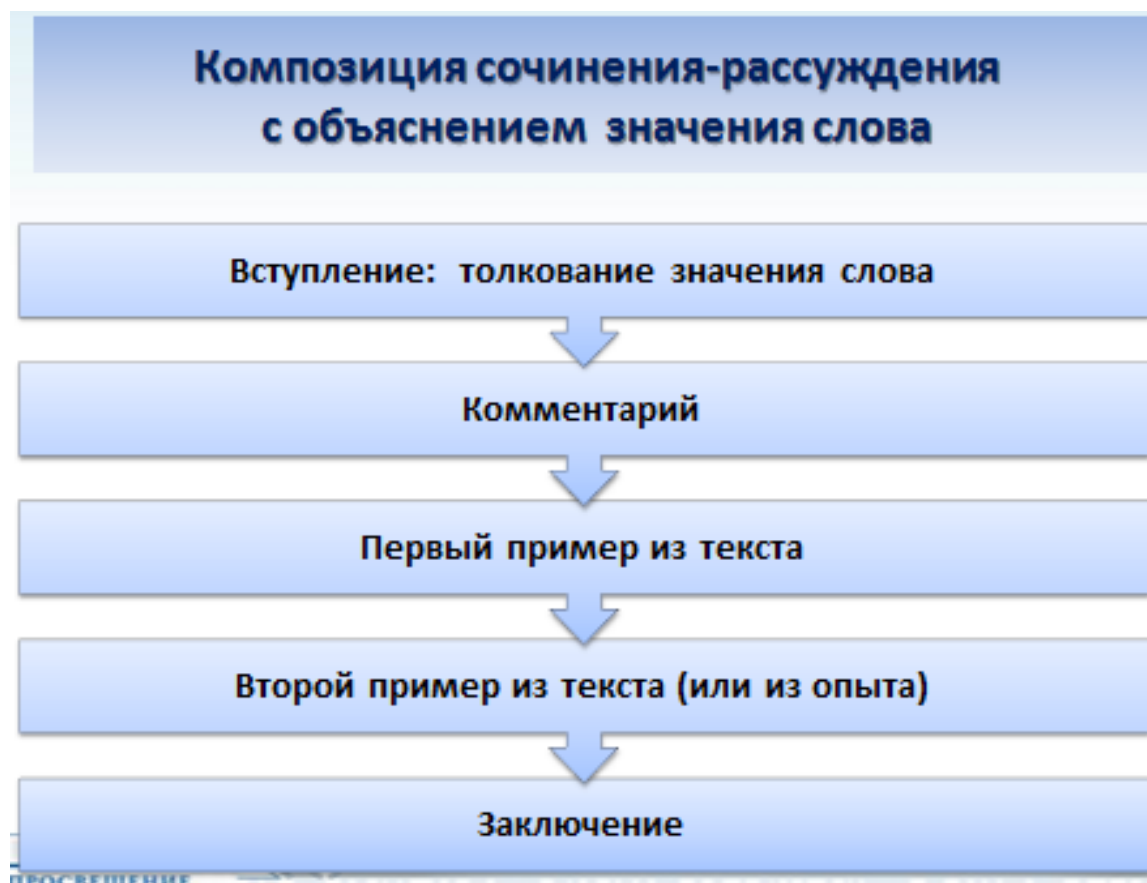 Композиция сочинения-рассуждения
с объяснением значения слова
Вступление: толкование значения слова
Комментарий
Первый пример из текста
Второй пример из текста (или из опыта)
Заключение
ПРОСВЕЩЕНИЕ